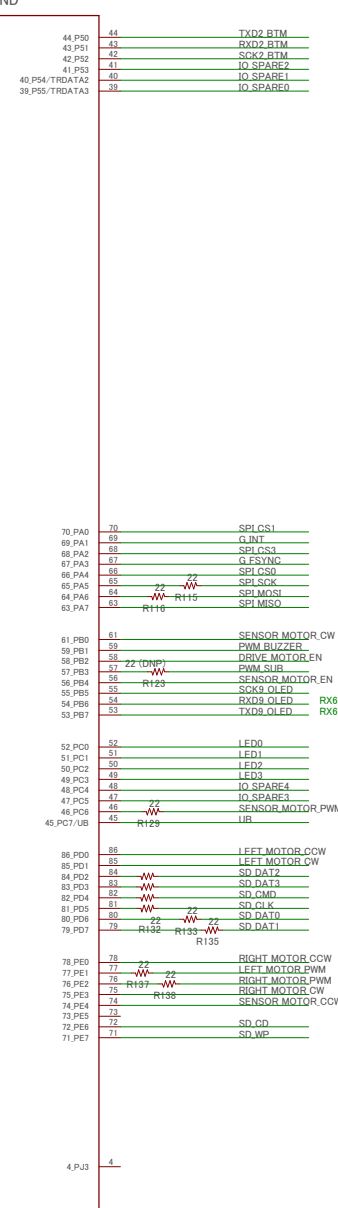 ND
44_P50 44 TXD2_BTM
43_P51 43 RXD2_BTM
42_P52 42 SCK2_BTM
41_P53 41 IO_SPARE2
40_P54/TRDATA2 40 IO_SPARE1
39_P55/TRDATA3 39 IO_SPARE0
70_PA0 70 SPI_CS1
69_PA1 69 G_INT
68_PA2 68 SPI_CS3
67_PA3 67 G_FSYNC
66_PA4 66 SPI_CS0
65_PA5 65 22 SPI_SCK
64_PA6 64 22 R115 SPI_MOSI
63_PA7 63 R116 SPI_MISO
61_PB0 61 SENSOR_MOTOR_CW
59_PB1 59 PWM_BUZZER
58_PB2 58 DRIVE_MOTOR_EN
57_PB3 57 22 (DNP) PWM_SUB
56_PB4 56 R123 SENSOR_MOTOR_EN
55_PB5 55 SCK9_OLED
54_PB6 54 RXD9_OLED RX6
53_PB7 53 TXD9_OLED RX6
52_PC0 52 LED0
51_PC1 51 LED1
50_PC2 50 LED2
49_PC3 49 LED3
48_PC4 48 IO_SPARE4
47_PC5 47 IO_SPARE3
46_PC6 46 22 SENSOR_MOTOR_PWM
45_PC7/UB 45 R129 UB
86_PD0 86 LEFT_MOTOR_CCW
85_PD1 85 LEFT_MOTOR_CW
84_PD2 84 SD_DAT2
83_PD3 83 SD_DAT3
82_PD4 82 SD_CMD
81_PD5 81 SD_CLK
80_PD6 80 22 22 SD_DAT0
79_PD7 79 R132 R133 22 SD_DAT1
R135
78_PE0 78 RIGHT_MOTOR_CCW
77_PE1 77 22 LEFT_MOTOR_PWM
76_PE2 76 R137 22 RIGHT_MOTOR_PWM
75_PE3 75 R138 RIGHT_MOTOR_CW
74_PE4 74 SENSOR_MOTOR_CCW
73_PE5 73
72_PE6 72 SD_CD
71_PE7 71 SD_WP
4_PJ3 4